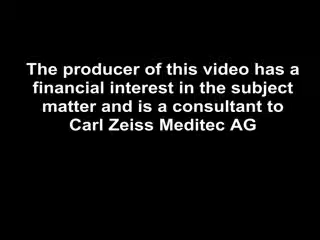 The producer of this video has a
financial interest in the subject
matter and is a consultant to
Carl Zeiss Meditec AG